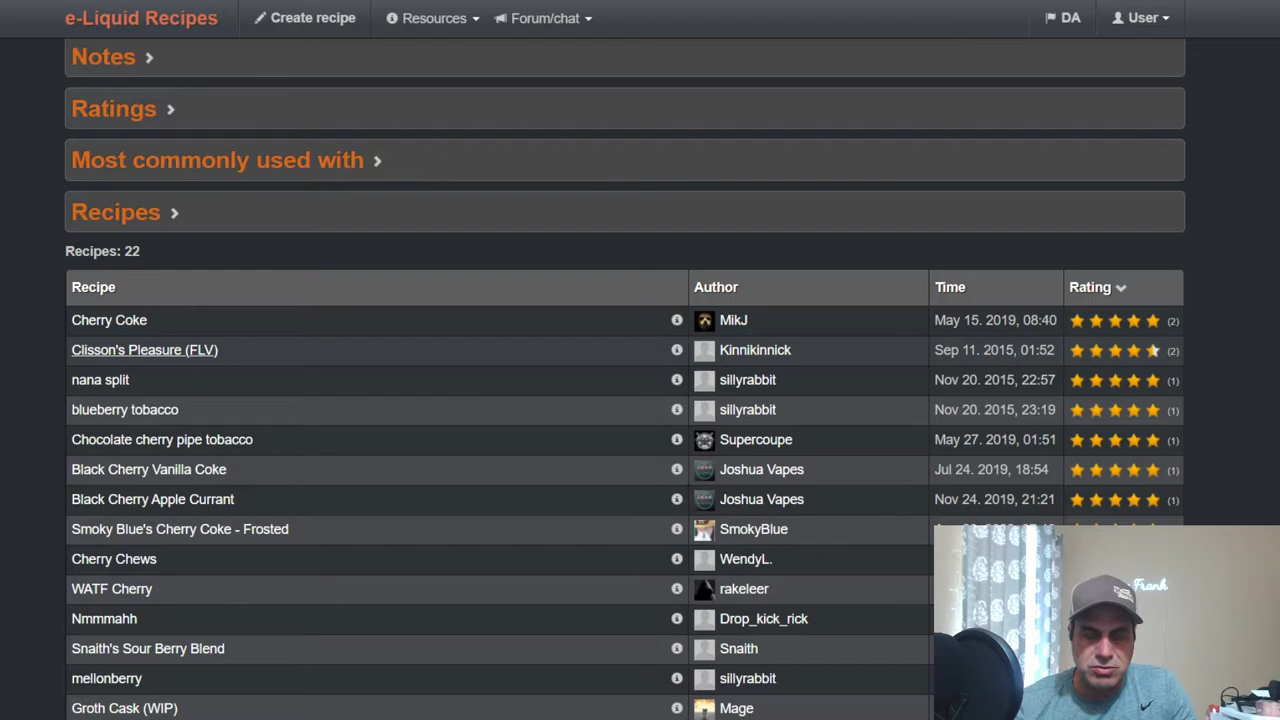 e-Liquid Recipes Create recipe Resources Forum/chat DA User
Notes
Ratings
Most commonly used with
Recipes
Recipes: 22
Recipe Author Time Rating
Cherry Coke MikJ May 15. 2019, 08:40 (2)
Clisson's Pleasure (FLV) Kinnikinnick Sep 11. 2015, 01:52 (2)
nana split sillyrabbit Nov 20. 2015, 22:57 (1)
blueberry tobacco sillyrabbit Nov 20. 2015, 23:19 (1)
Chocolate cherry pipe tobacco Supercoupe May 27. 2019, 01:51 (1)
Black Cherry Vanilla Coke Joshua Vapes Jul 24. 2019, 18:54 (1)
Black Cherry Apple Currant Joshua Vapes Nov 24. 2019, 21:21 (1)
Smoky Blue's Cherry Coke - Frosted SmokyBlue
Cherry Chews WendyL.
WATF Cherry rakeleer
Frank
Nmmmahh Drop_kick_rick
Snaith's Sour Berry Blend Snaith
mellonberry sillyrabbit
Groth Cask (WIP) Mage